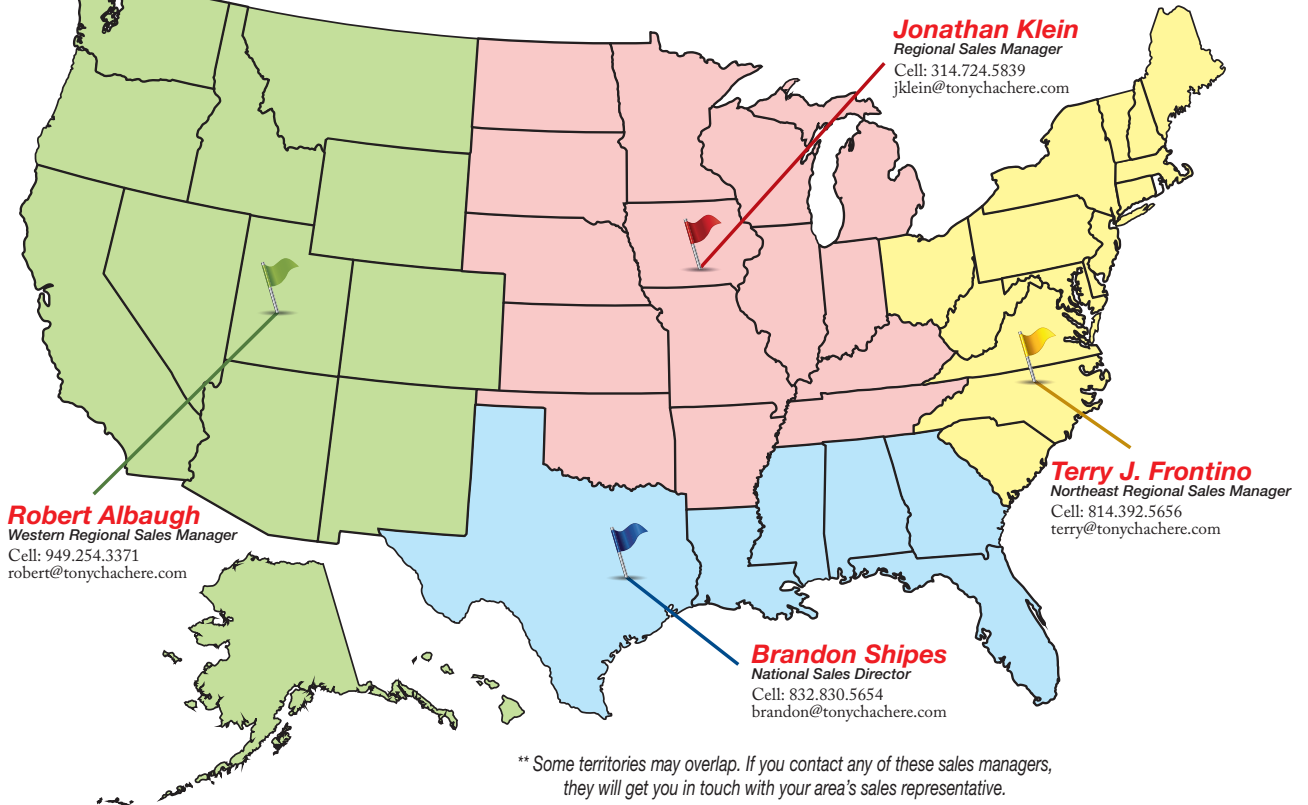 Jonathan Klein
Regional Sales Manager
Cell: 314.724.5839
jklein@tonychachere.com
Terry J. Frontino
Northeast Regional Sales Manager
Cell: 814.392.5656
terry@tonychachere.com
Robert Albaugh
Western Regional Sales Manager
Cell: 949.254.3371
robert@tonychachere.com
Brandon Shipes
National Sales Director
Cell: 832.830.5654
brandon@tonychachere.com
** Some territories may overlap. If you contact any of these sales managers,
they will get you in touch with your area's sales representative.